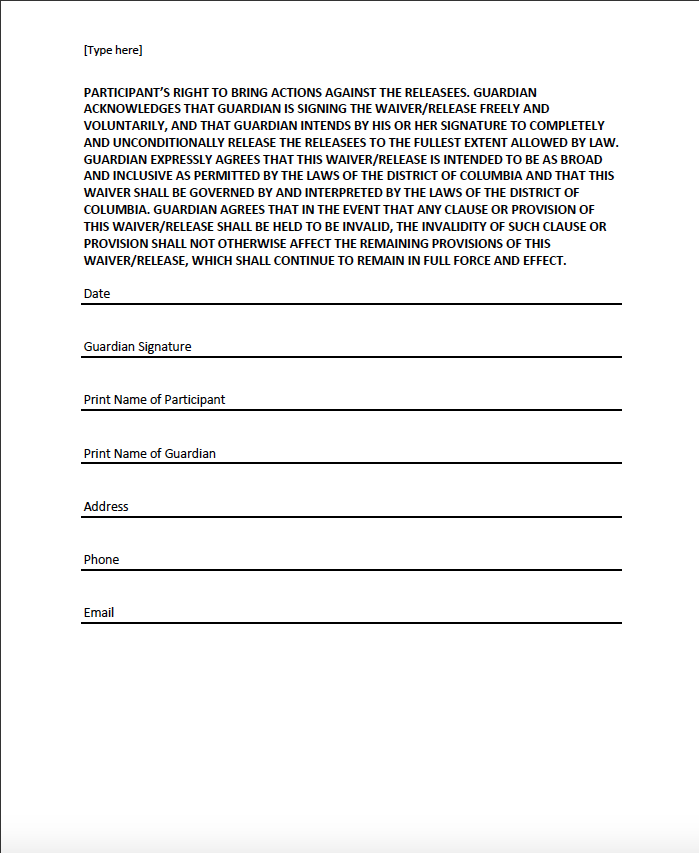 [Type here]
PARTICIPANT’S RIGHT TO BRING ACTIONS AGAINST THE RELEASEES. GUARDIAN
ACKNOWLEDGES THAT GUARDIAN IS SIGNING THE WAIVER/RELEASE FREELY AND
VOLUNTARILY, AND THAT GUARDIAN INTENDS BY HIS OR HER SIGNATURE TO COMPLETELY
AND UNCONDITIONALLY RELEASE THE RELEASEES TO THE FULLEST EXTENT ALLOWED BY LAW.
GUARDIAN EXPRESSLY AGREES THAT THIS WAIVER/RELEASE IS INTENDED TO BE AS BROAD
AND INCLUSIVE AS PERMITTED BY THE LAWS OF THE DISTRICT OF COLUMBIA AND THAT THIS
WAIVER SHALL BE GOVERNED BY AND INTERPRETED BY THE LAWS OF THE DISTRICT OF
COLUMBIA. GUARDIAN AGREES THAT IN THE EVENT THAT ANY CLAUSE OR PROVISION OF
THIS WAIVER/RELEASE SHALL BE HELD TO BE INVALID, THE INVALIDITY OF SUCH CLAUSE OR
PROVISION SHALL NOT OTHERWISE AFFECT THE REMAINING PROVISIONS OF THIS
WAIVER/RELEASE, WHICH SHALL CONTINUE TO REMAIN IN FULL FORCE AND EFFECT.
Date
Guardian Signature
Print Name of Participant
Print Name of Guardian
Address
Phone
Email